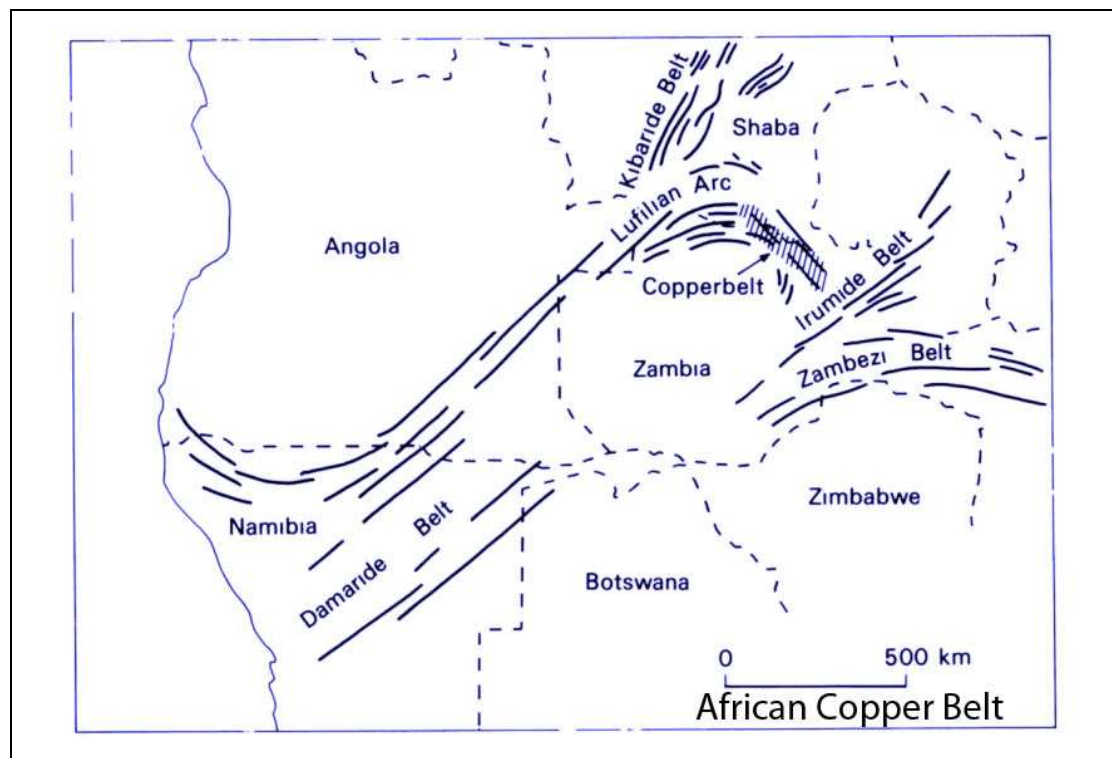 Kibaride Belt
Shaba
Lufilian Arc
Angola
Copperbelt
Irumide Belt
Zambia
Zambezi Belt
Zimbabwe
Namibia
Damaride Belt
Botswana
0 500 km
African Copper Belt